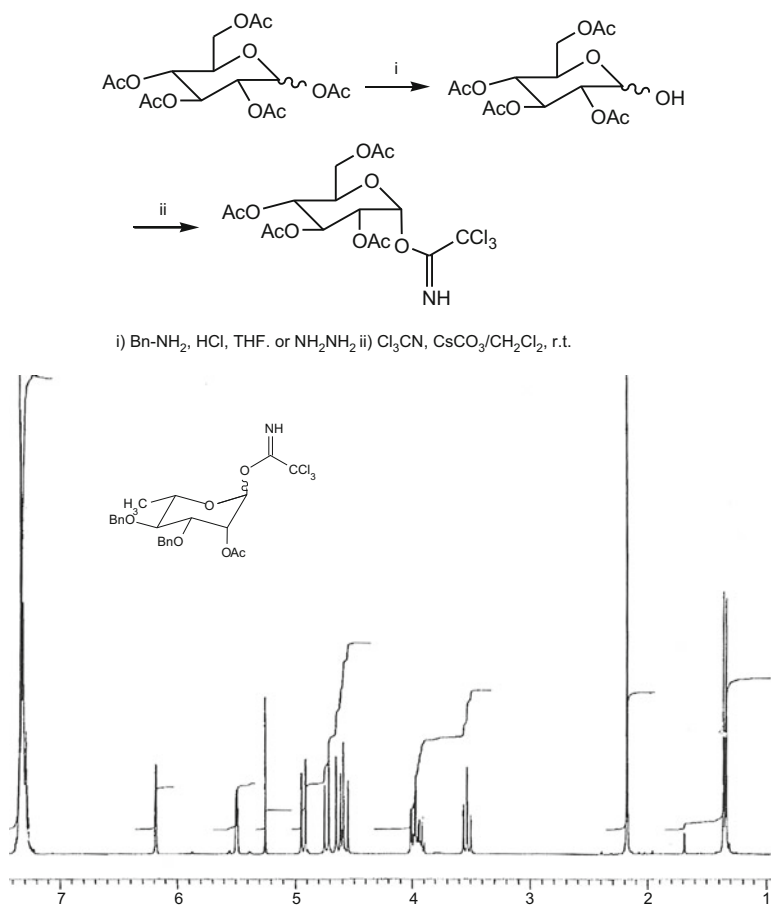 OAc
OAc
O
O
i
AcO
AcO
OAc
OAc
AcO
AcO
OAc
OH
OAc
ii
O
AcO
AcO
OAc
O
CCl₃
NH
i) Bn-NH₂, HCl, THF. or NH₂NH₂ ii) Cl₃CN, CsCO₃/CH₂Cl₂, r.t.
NH
O
CCl₃
H₃C
O
BnO
BnO
OAc
7 6 5 4 3 2 1